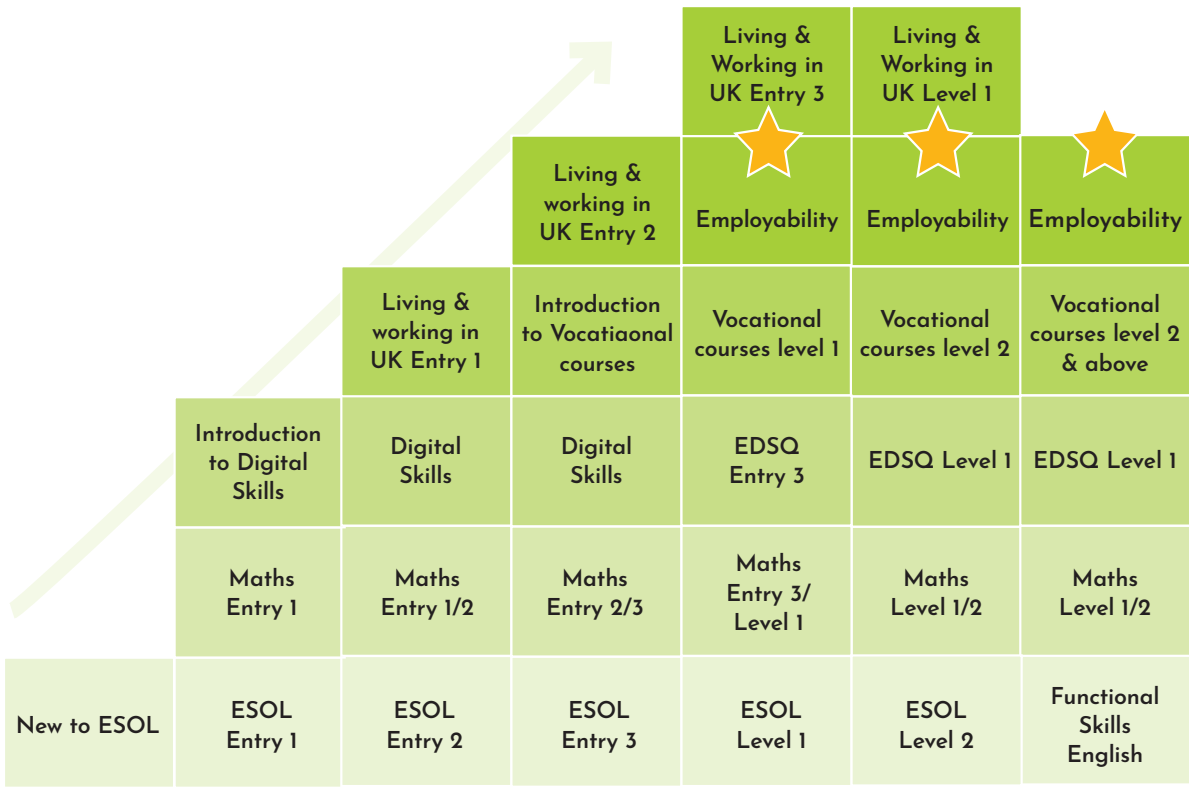 Living &
Working in
UK Entry 3
Living &
Working in
UK Level 1
Living &
working in
UK Entry 2
Employability
Employability
Employability
Living &
working in
UK Entry 1
Introduction
to Vocatiaonal
courses
Vocational
courses level 1
Vocational
courses level 2
Vocational
courses level 2
& above
Introduction
to Digital
Skills
Digital
Skills
Digital
Skills
EDSQ
Entry 3
EDSQ Level 1
EDSQ Level 1
Maths
Entry 1
Maths
Entry 1/2
Maths
Entry 2/3
Maths
Entry 3/
Level 1
Maths
Level 1/2
Maths
Level 1/2
New to ESOL
ESOL
Entry 1
ESOL
Entry 2
ESOL
Entry 3
ESOL
Level 1
ESOL
Level 2
Functional
Skills
English